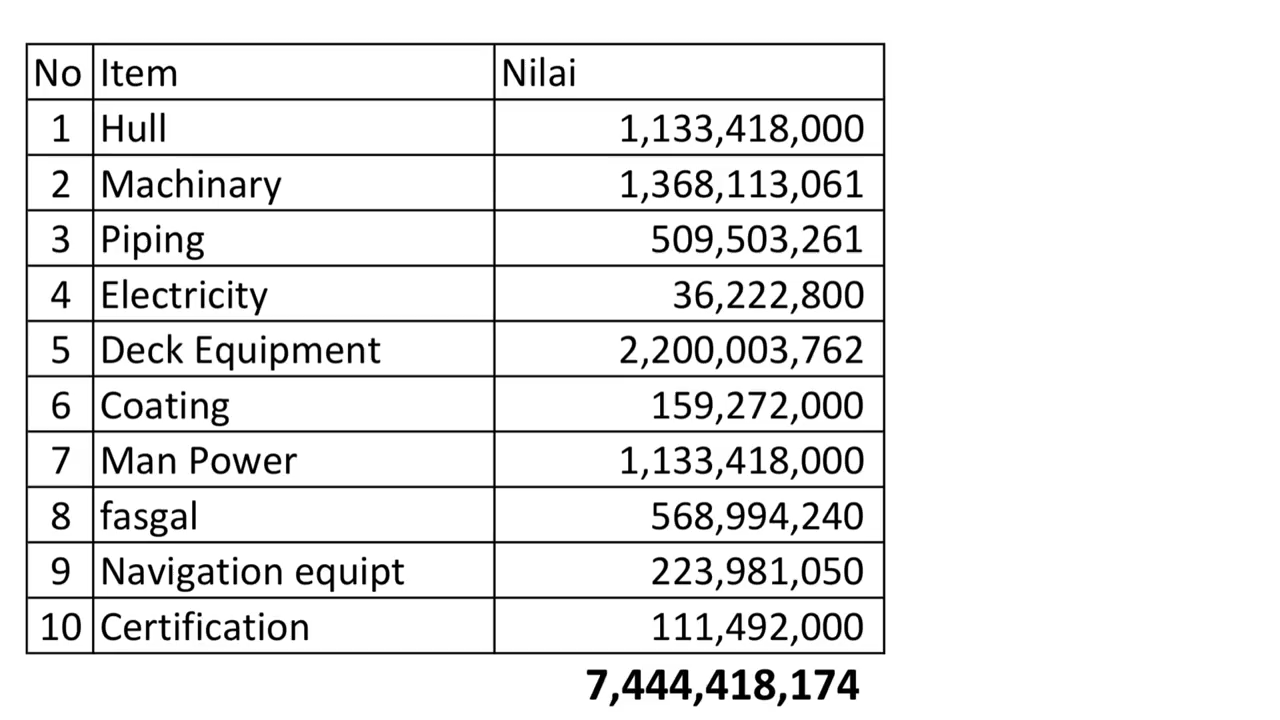 No Item Nilai
1 Hull 1,133,418,000
2 Machinary 1,368,113,061
3 Piping 509,503,261
4 Electricity 36,222,800
5 Deck Equipment 2,200,003,762
6 Coating 159,272,000
7 Man Power 1,133,418,000
8 fasgal 568,994,240
9 Navigation equipt 223,981,050
10 Certification 111,492,000
7,444,418,174